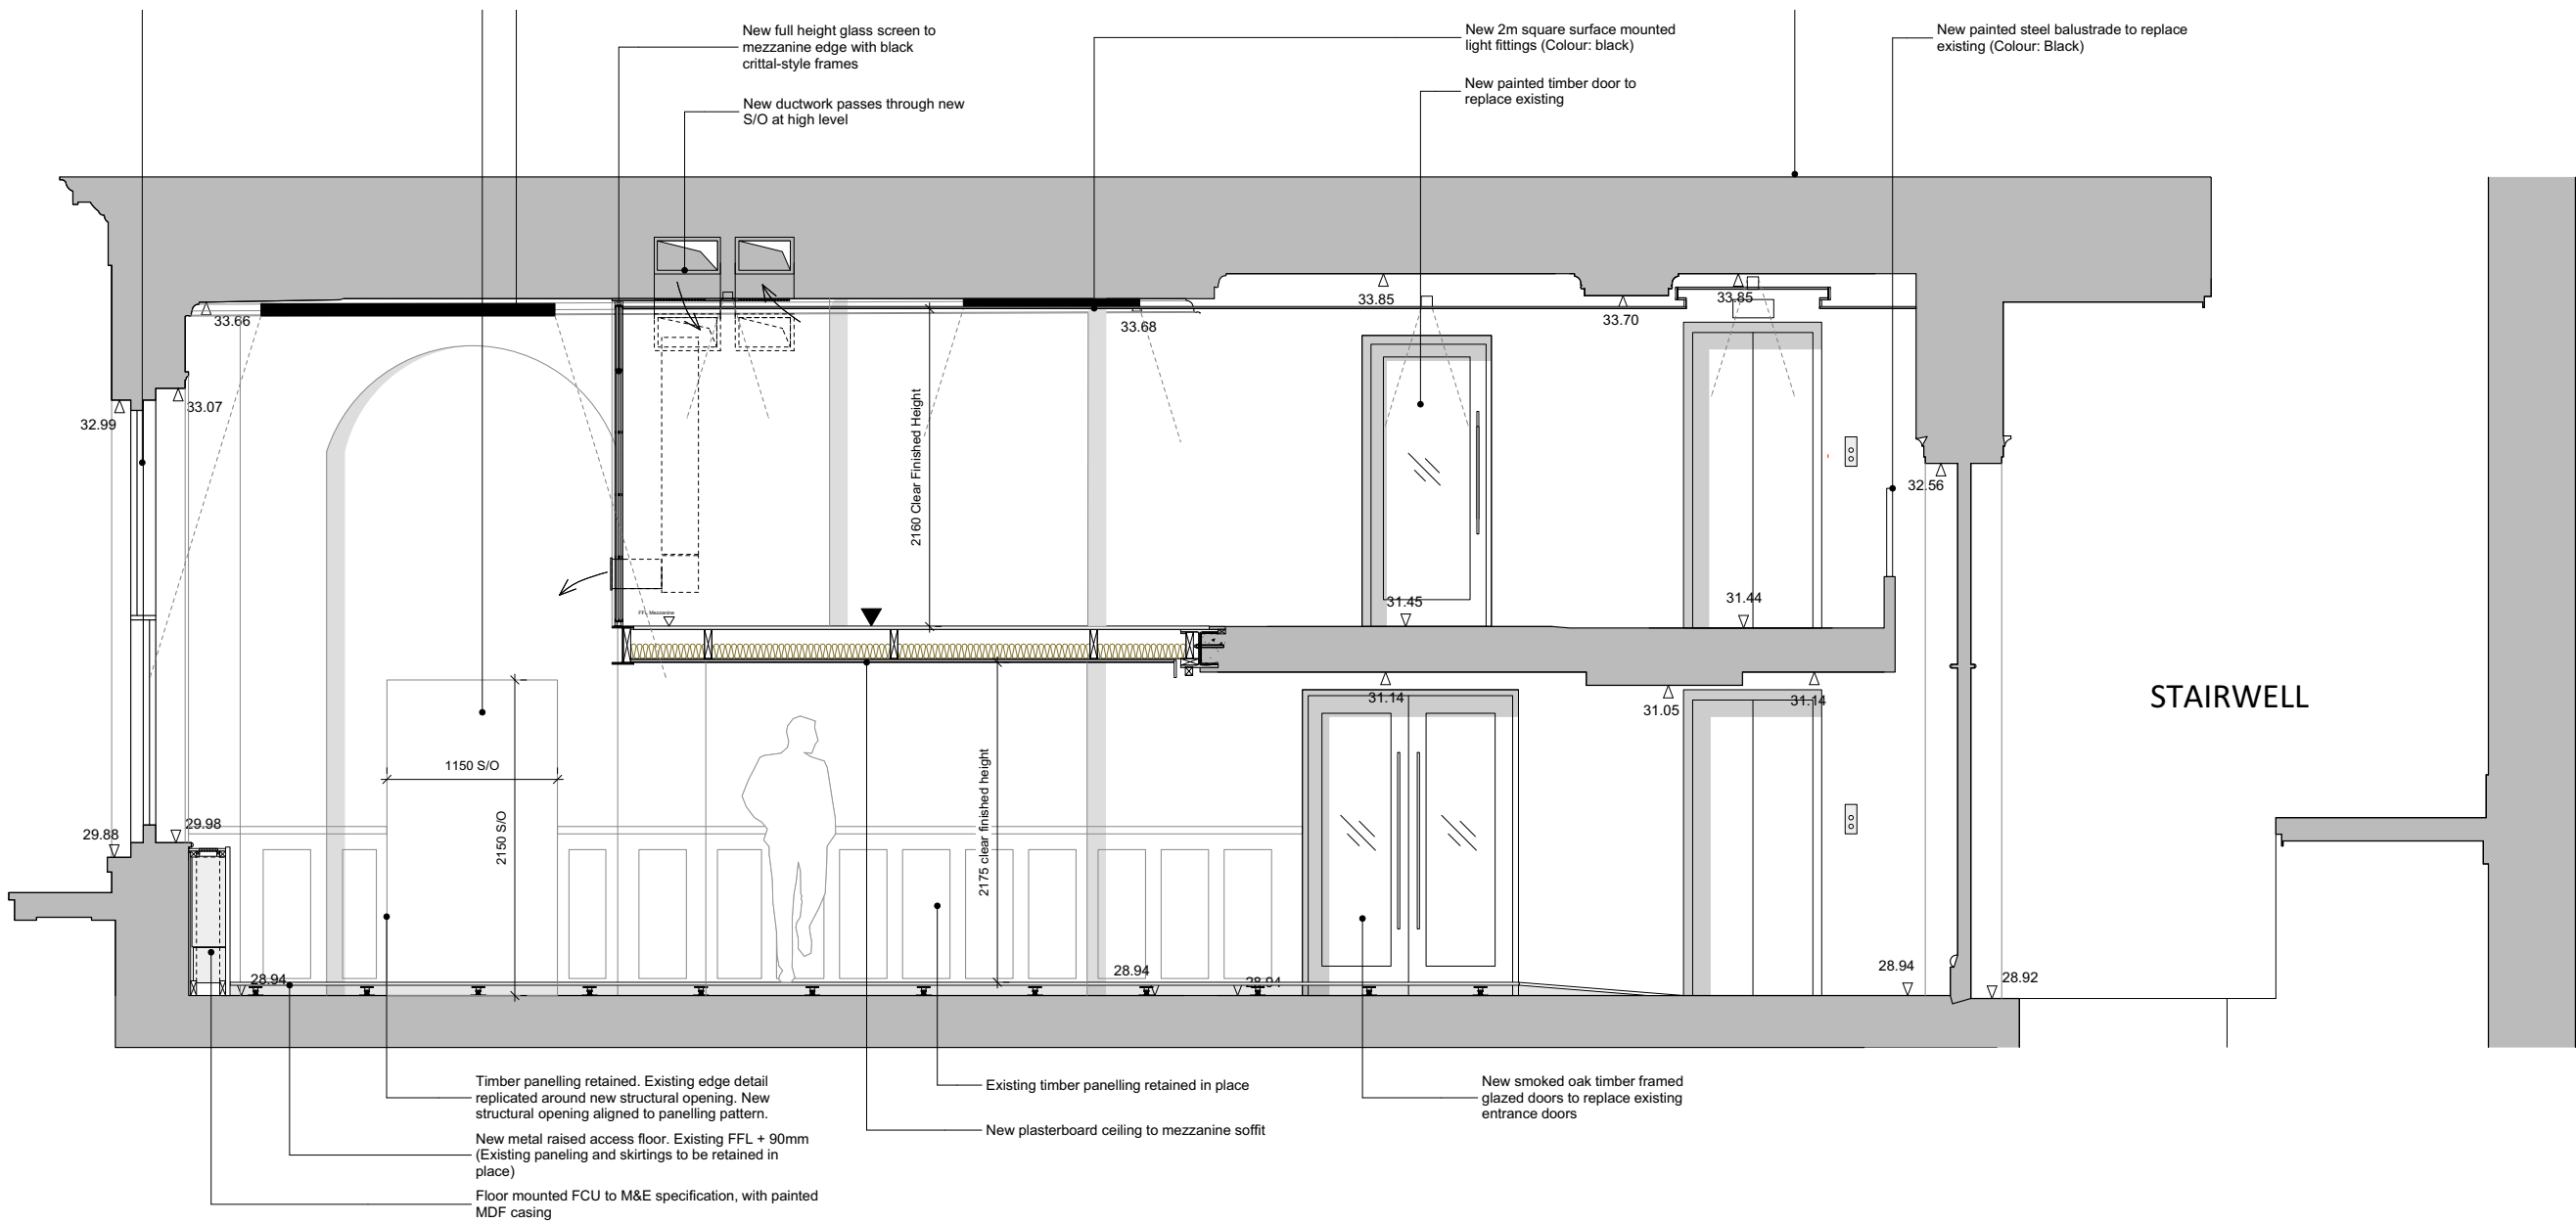 New full height glass screen to
mezzanine edge with black
crittal-style frames
New ductwork passes through new
S/O at high level
New 2m square surface mounted
light fittings (Colour: black)
New painted timber door to
replace existing
New painted steel balustrade to replace
existing (Colour: Black)
33.66
33.68
33.85
33.70
33.85
33.07
32.99
32.56
2160 Clear Finished Height
FFL Mezzanine
31.45
31.44
31.14
31.05
31.14
STAIRWELL
1150 S/O
2150 S/O
2175 clear finished height
29.88
29.98
28.94
28.94
28.94
28.94
28.92
Timber panelling retained. Existing edge detail
replicated around new structural opening. New
structural opening aligned to panelling pattern.
New metal raised access floor. Existing FFL + 90mm
(Existing paneling and skirtings to be retained in
place)
Floor mounted FCU to M&E specification, with painted
MDF casing
Existing timber panelling retained in place
New plasterboard ceiling to mezzanine soffit
New smoked oak timber framed
glazed doors to replace existing
entrance doors